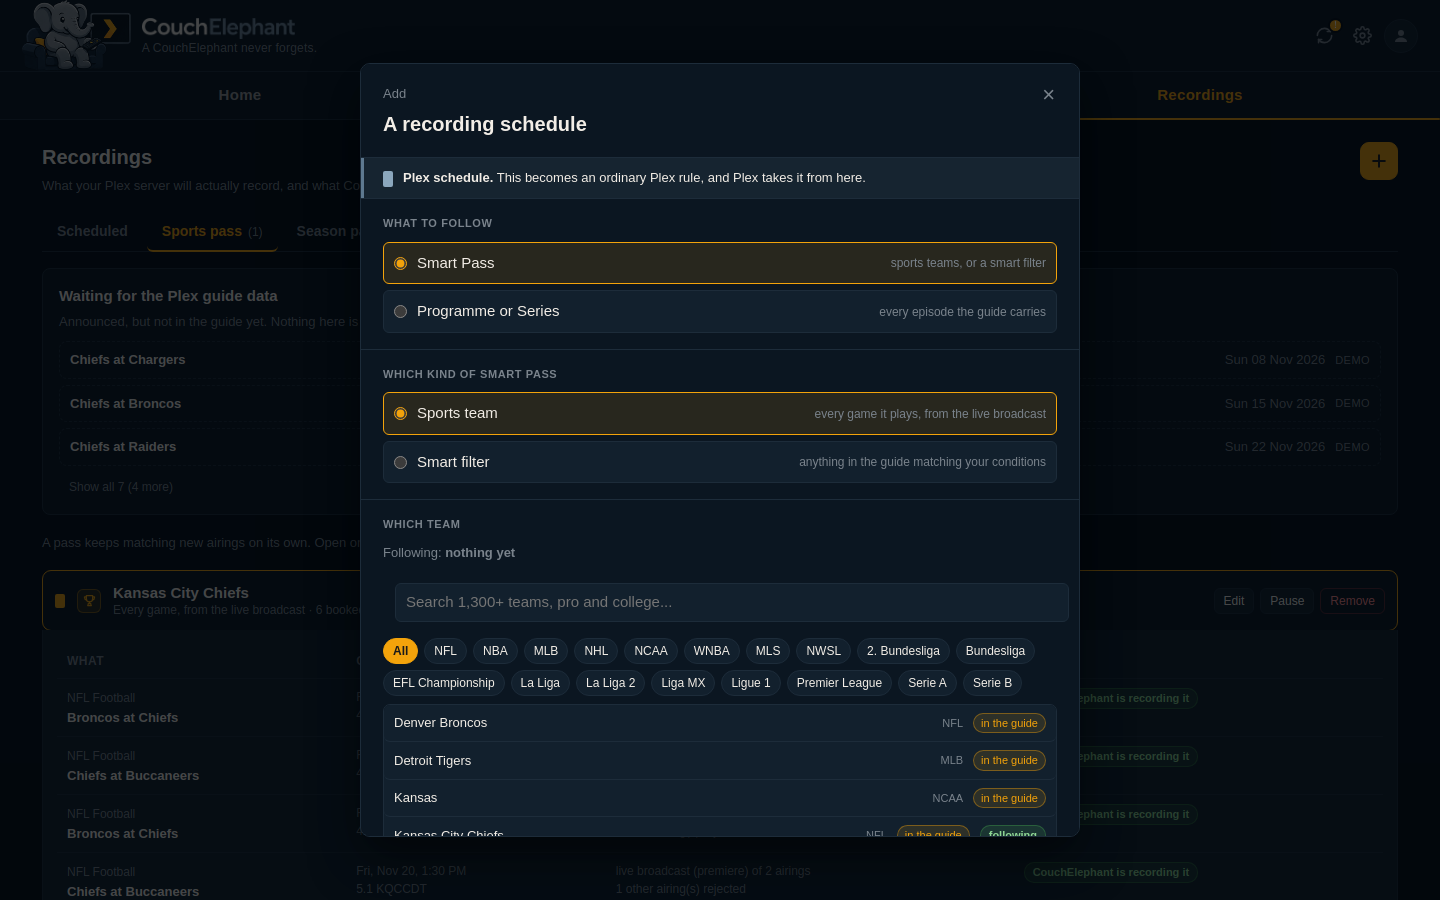 CouchElephant
A CouchElephant never forgets.
Home
Recordings
Recordings
What your Plex server will actually record, and what
Scheduled
Sports pass (1)
Season
Waiting for the Plex guide data
Announced, but not in the guide yet. Nothing here is
Chiefs at Chargers
Sun 08 Nov 2026 DEMO
Chiefs at Broncos
Sun 15 Nov 2026 DEMO
Chiefs at Raiders
Sun 22 Nov 2026 DEMO
Show all 7 (4 more)
A pass keeps matching new airings on its own. Open
Kansas City Chiefs
Every game, from the live broadcast · 6
Edit
Pause
Remove
WHAT
NFL Football
Broncos at Chiefs
is recording it
NFL Football
Chiefs at Buccaneers
is recording it
NFL Football
Broncos at Chiefs
is recording it
NFL Football
Chiefs at Buccaneers
Fri, Nov 20, 1:30 PM
5.1 KQCCDT
live broadcast (premiere) of 2 airings
1 other airing(s) rejected
CouchElephant is recording it
Add
×
A recording schedule
Plex schedule. This becomes an ordinary Plex rule, and Plex takes it from here.
WHAT TO FOLLOW
Smart Pass
sports teams, or a smart filter
Programme or Series
every episode the guide carries
WHICH KIND OF SMART PASS
Sports team
every game it plays, from the live broadcast
Smart filter
anything in the guide matching your conditions
WHICH TEAM
Following: nothing yet
Search 1,300+ teams, pro and college...
All NFL NBA MLB NHL NCAA WNBA MLS NWSL 2. Bundesliga Bundesliga
EFL Championship La Liga La Liga 2 Liga MX Ligue 1 Premier League Serie A Serie B
Denver Broncos
NFL in the guide
Detroit Tigers
MLB in the guide
Kansas
NCAA in the guide
Kansas City Chiefs
NFL in the guide following